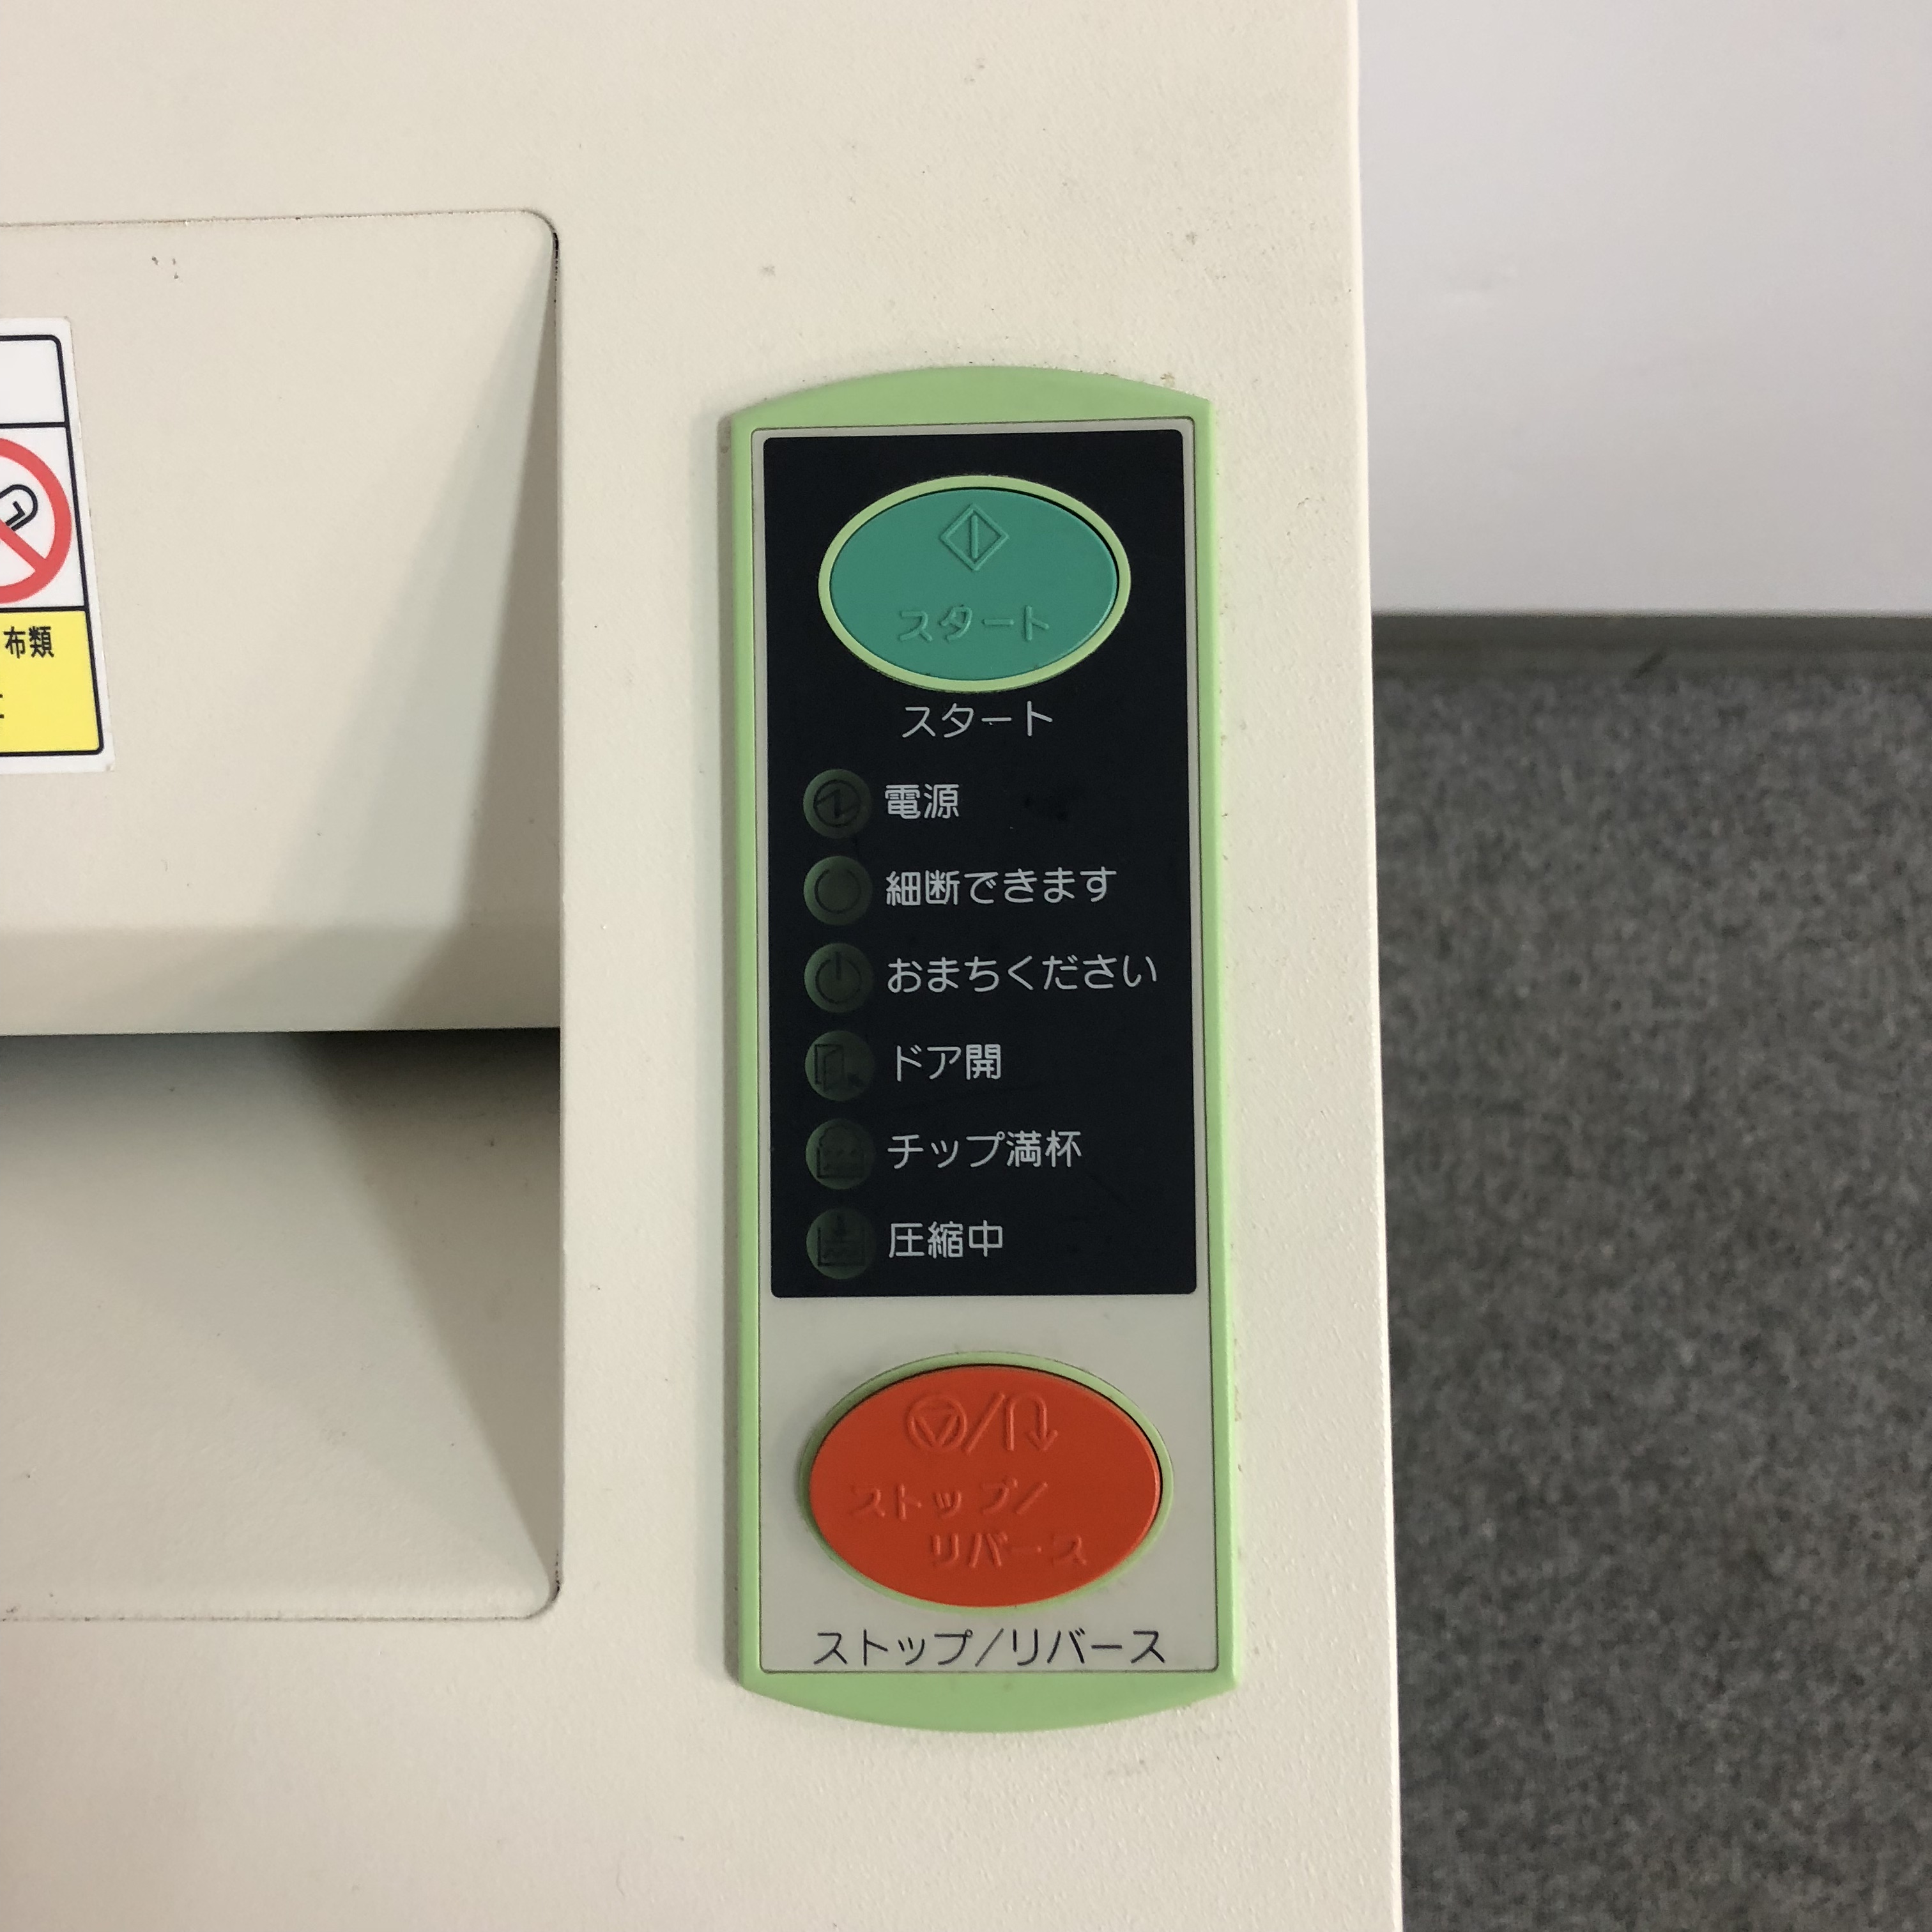 布類
スタート
スタート
電源
細断できます
おまちください
ドア開
チップ満杯
圧縮中
ストップ/
リバース
ストップ/リバース